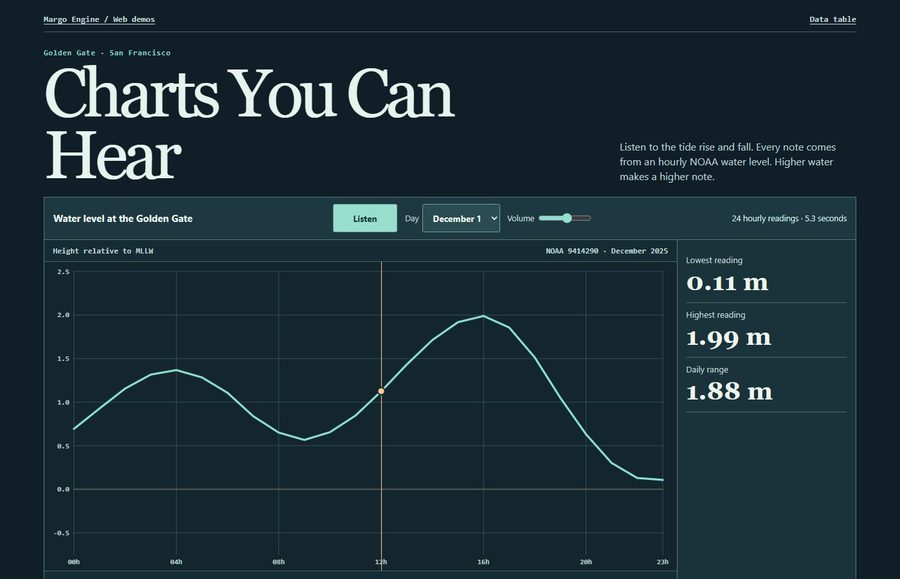 Margo Engine / Web demos
Data table
Golden Gate · San Francisco
Charts You Can
Hear
Listen to the tide rise and fall. Every note comes
from an hourly NOAA water level. Higher water
makes a higher note.
Water level at the Golden Gate
Listen
Day
December 1
Volume
24 hourly readings · 5.3 seconds
Height relative to MLLW
NOAA 9414290 · December 2025
2.5
2.0
1.5
1.0
0.5
0.0
-0.5
00h
04h
08h
12h
16h
20h
23h
Lowest reading
0.11 m
Highest reading
1.99 m
Daily range
1.88 m